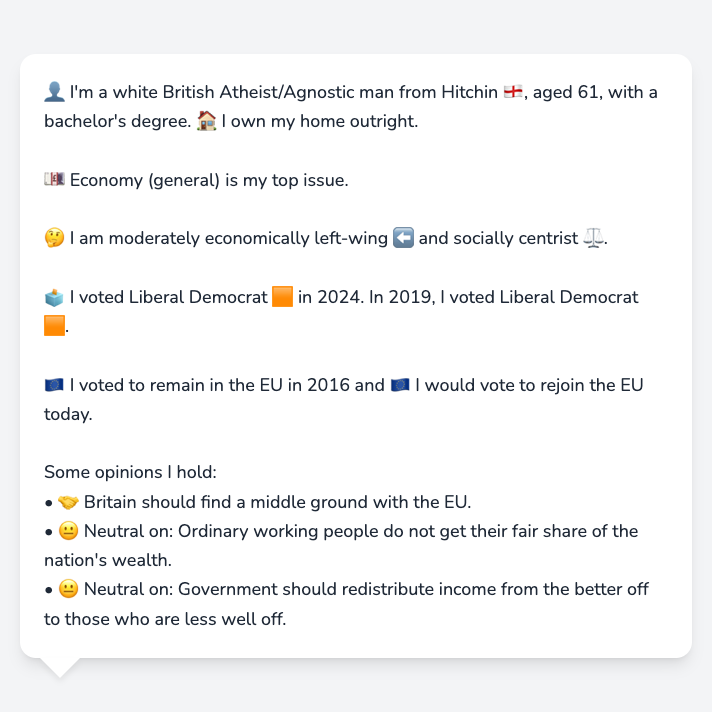 👤 I'm a white British Atheist/Agnostic man from Hitchin 🏴󠁧󠁢󠁥󠁮󠁧󠁿, aged 61, with a
bachelor's degree. 🏠 I own my home outright.
💷 Economy (general) is my top issue.
🤔 I am moderately economically left-wing ⬅️ and socially centrist ⚖️.
🗳️ I voted Liberal Democrat 🟧 in 2024. In 2019, I voted Liberal Democrat
🟧.
🇪🇺 I voted to remain in the EU in 2016 and 🇪🇺 I would vote to rejoin the EU
today.
Some opinions I hold:
• 🤝 Britain should find a middle ground with the EU.
• 😐 Neutral on: Ordinary working people do not get their fair share of the
nation's wealth.
• 😐 Neutral on: Government should redistribute income from the better off
to those who are less well off.